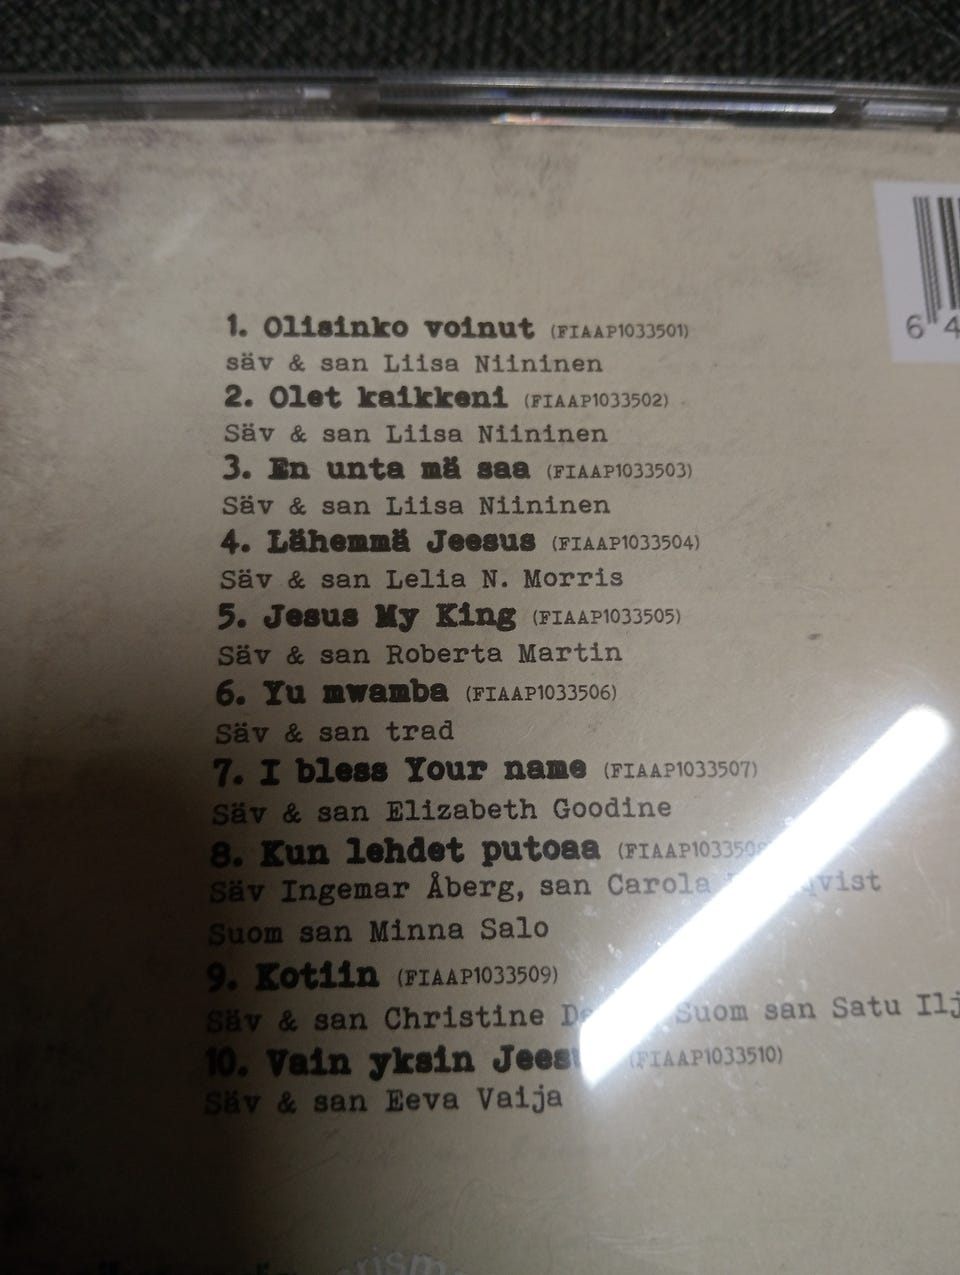 6 4
1. Olisinko voinut (FIAAP1033501)
säv & san Liisa Niininen
2. Olet kaikkeni (FIAAP1033502)
Säv & san Liisa Niininen
3. En unta mä saa (FIAAP1033503)
Säv & san Liisa Niininen
4. Lähemmä Jeesus (FIAAP1033504)
Säv & san Lelia N. Morris
5. Jesus My King (FIAAP1033505)
Säv & san Roberta Martin
6. Yu mwamba (FIAAP1033506)
Säv & san trad
7. I bless Your name (FIAAP1033507)
Säv & san Elizabeth Goodine
8. Kun lehdet putoaa (FIAAP1033508
Säv Ingemar Åberg, san Carola
Suom san Minna Salo
9. Kotiin (FIAAP1033509)
Säv & san Christine Suom san Satu
10. Vain yksin (FIAAP1033510)
Säv & san Eeva Vaija